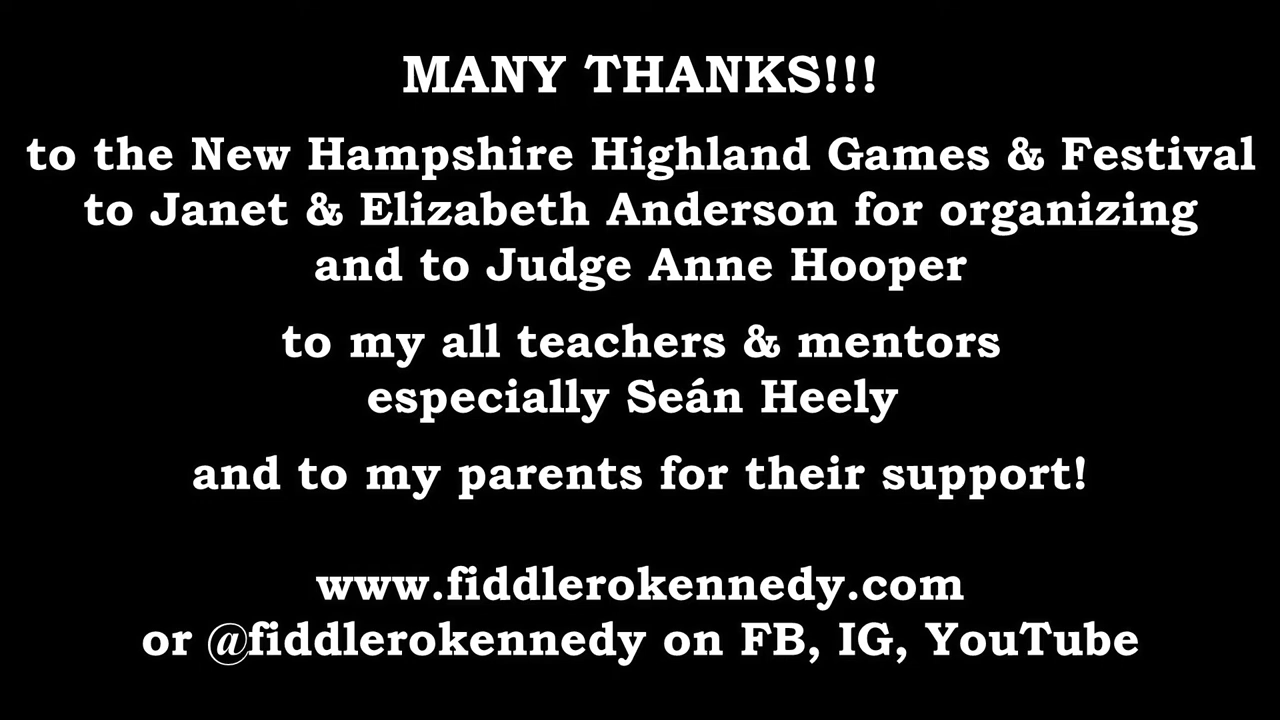 MANY THANKS!!!
to the New Hampshire Highland Games & Festival
to Janet & Elizabeth Anderson for organizing
and to Judge Anne Hooper
to my all teachers & mentors
especially Seán Heely
and to my parents for their support!
www.fiddlerokennedy.com
or @fiddlerokennedy on FB, IG, YouTube